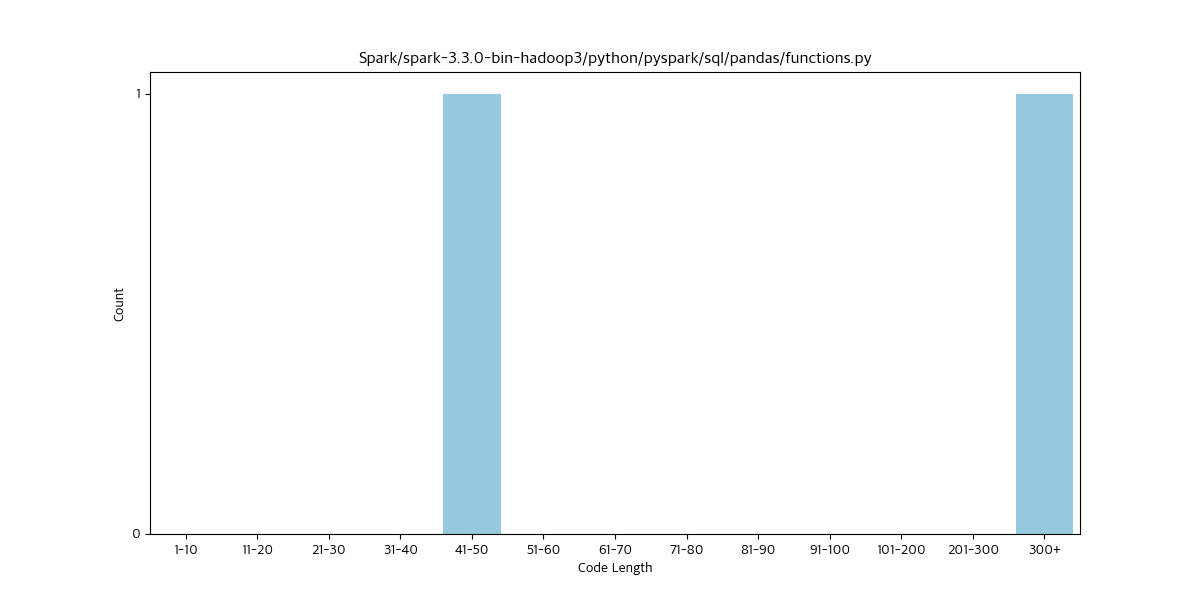 Spark/spark-3.3.0-bin-hadoop3/python/pyspark/sql/pandas/functions.py
1
Count
0
1-10 11-20 21-30 31-40 41-50 51-60 61-70 71-80 81-90 91-100 101-200 201-300 300+
Code Length